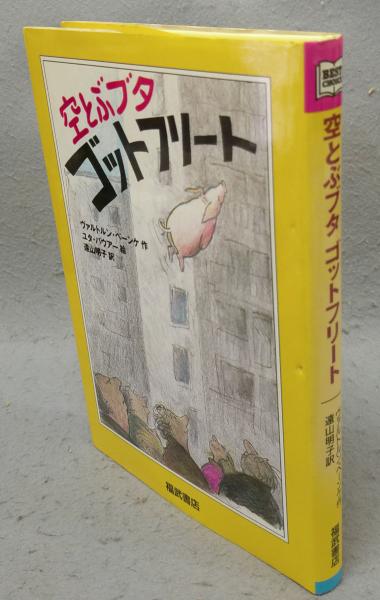 空とぶブタ
ゴットフリート
ヴァルトルン・ベーンケ 作
ユタ・バウアー 絵
遠山明子 訳
福武書店
BEST
CHOICE
空とぶブタ ゴットフリート
ヴァルトルン・ベーンケ作
遠山明子訳
福武書店